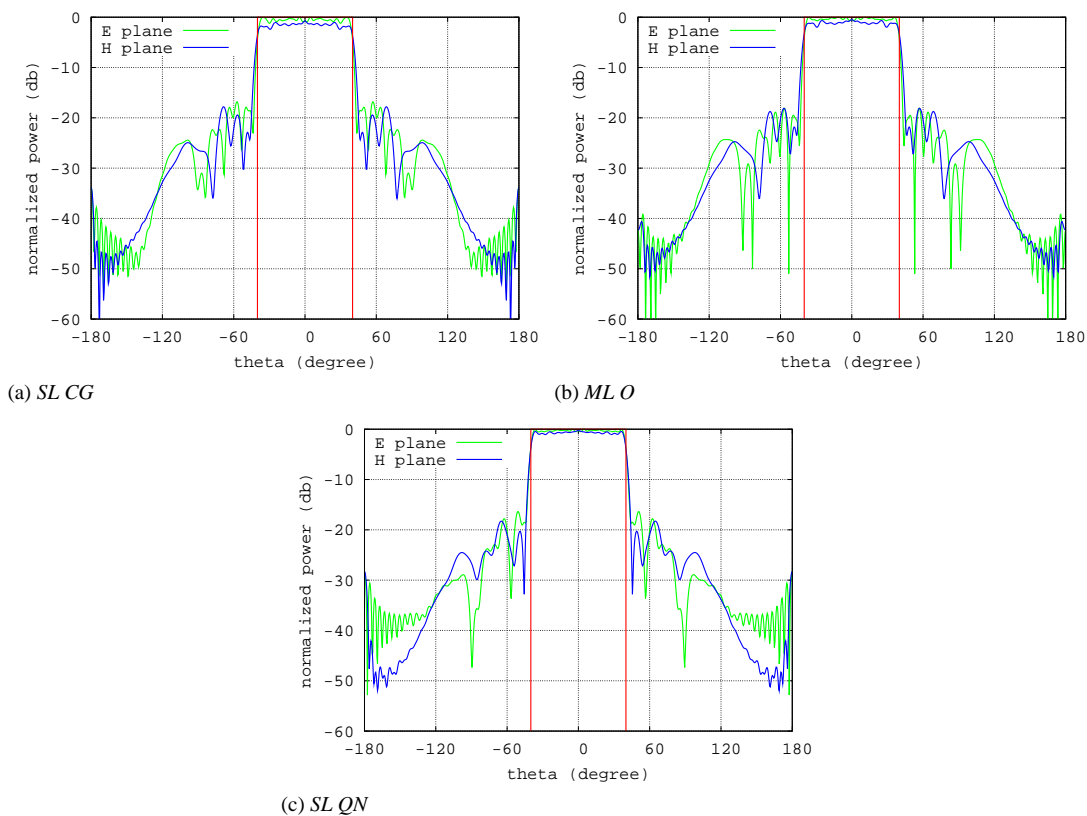 0
-10
-20
-30
-40
-50
-60
normalized power (db)
E plane
H plane
-180 -120 -60 0 60 120 180
theta (degree)
(a) SL CG
0
-10
-20
-30
-40
-50
-60
normalized power (db)
E plane
H plane
-180 -120 -60 0 60 120 180
theta (degree)
(b) ML O
0
-10
-20
-30
-40
-50
-60
normalized power (db)
E plane
H plane
-180 -120 -60 0 60 120 180
theta (degree)
(c) SL QN